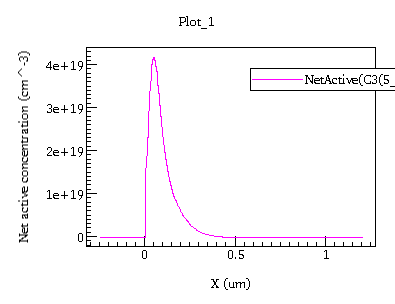 Plot_1
Net active concentration (cm^-3)
4e+19
3e+19
2e+19
1e+19
0
NetActive(G3(5_
0
0.5
1
X (um)